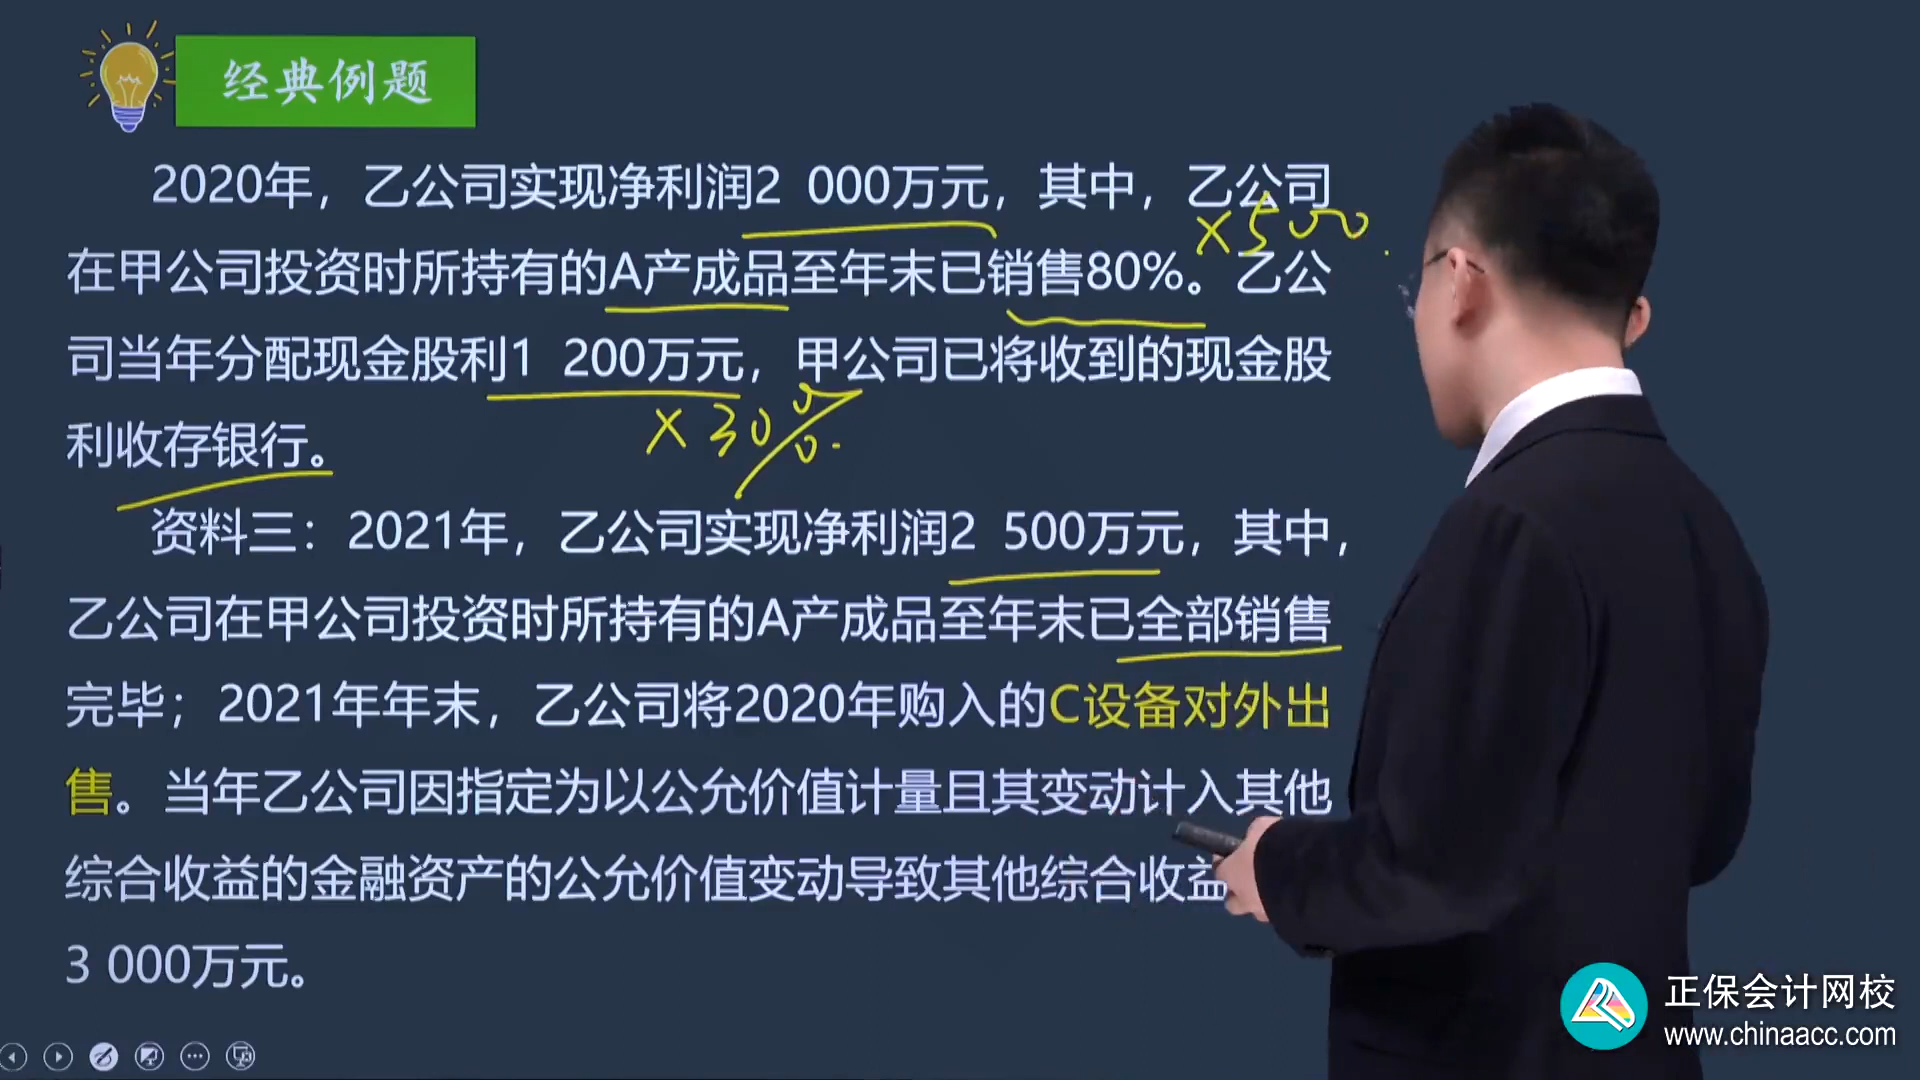 经典例题
2020年，乙公司实现净利润2 000万元，其中，乙公司
×500
在甲公司投资时所持有的A产成品至年末已销售80%。乙公
司当年分配现金股利1 200万元，甲公司已将收到的现金股
×30%
利收存银行。
资料三：2021年，乙公司实现净利润2 500万元，其中，
乙公司在甲公司投资时所持有的A产成品至年末已全部销售
完毕；2021年年末，乙公司将2020年购入的C设备对外出
售。当年乙公司因指定为以公允价值计量且其变动计入其他
综合收益的金融资产的公允价值变动导致其他综合收益
3 000万元。
正保会计网校
www.chinaacc.com